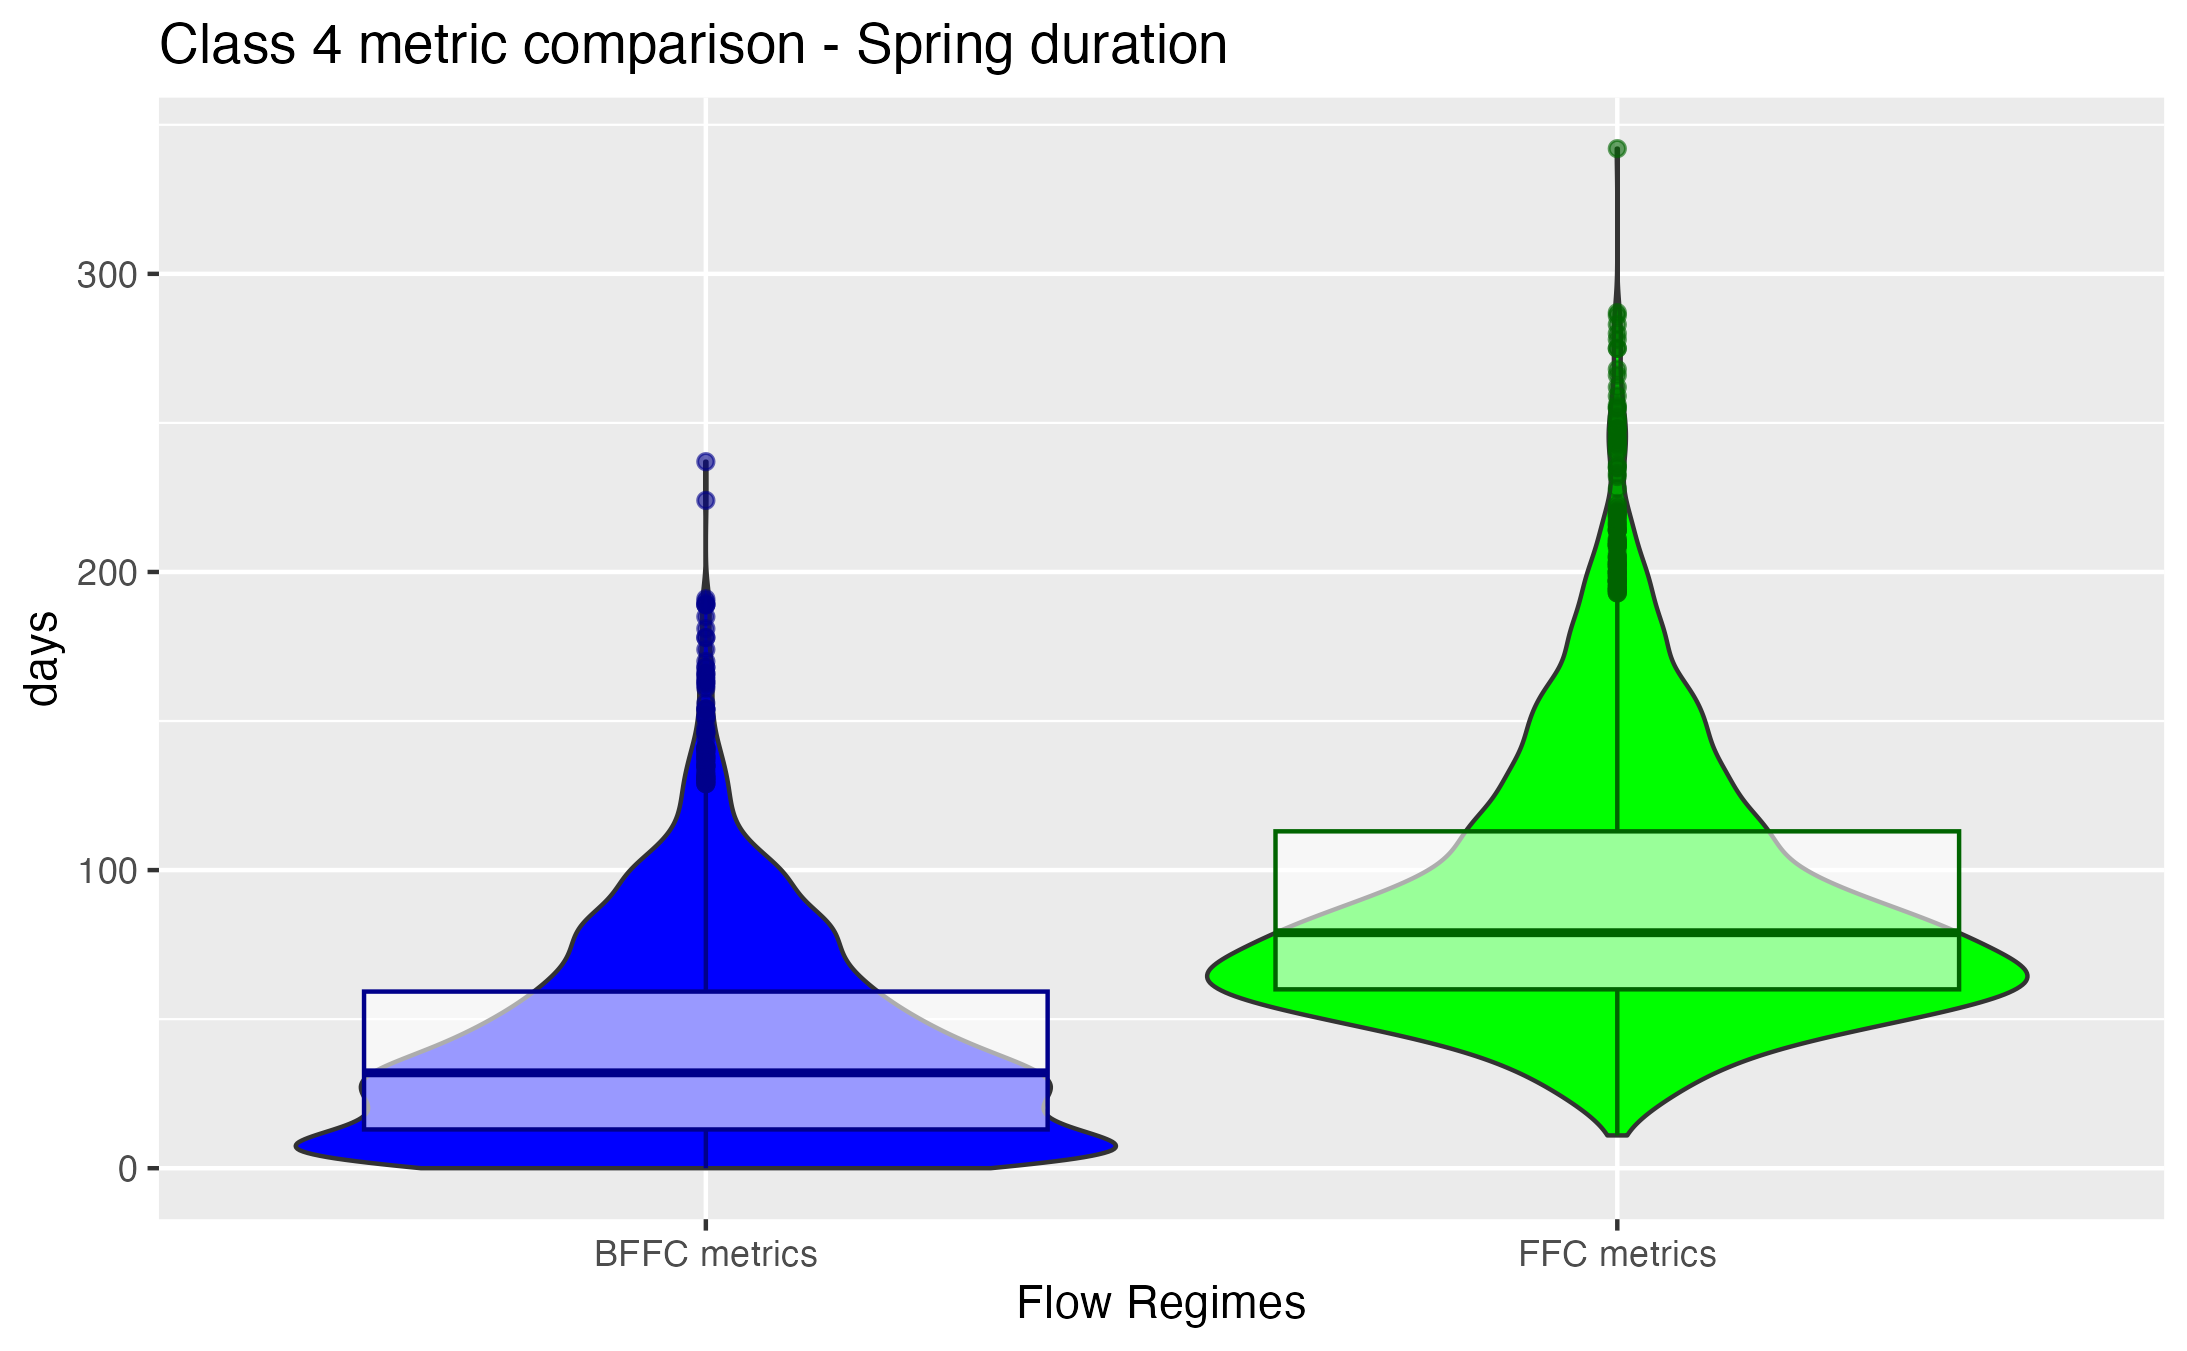 Class 4 metric comparison - Spring duration
days
300
200
100
0
BFFC metrics
FFC metrics
Flow Regimes